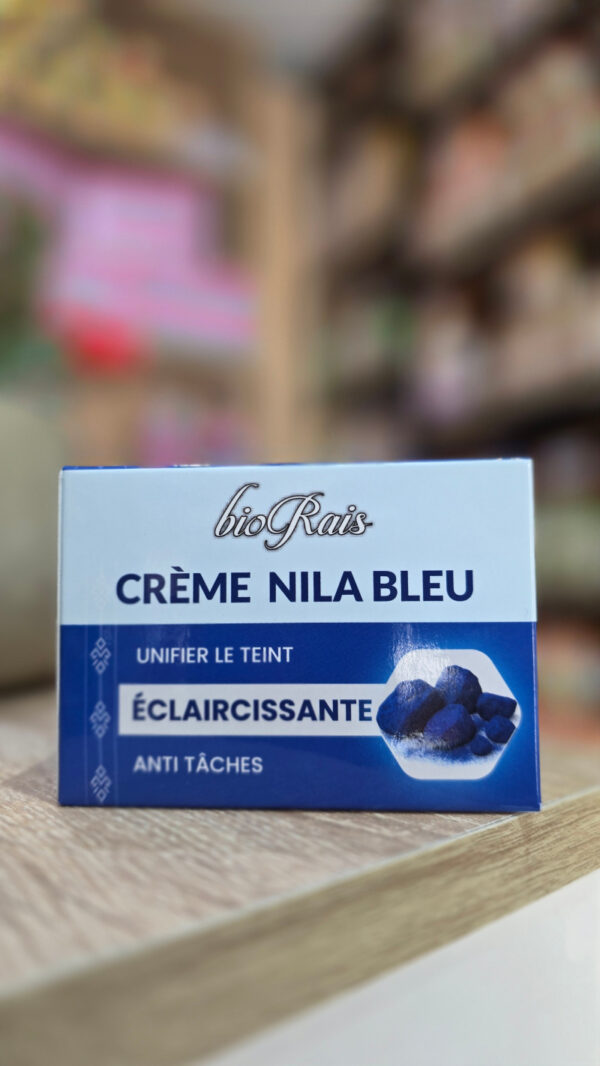 bioRais
CRÈME NILA BLEU
UNIFIER LE TEINT
ÉCLAIRCISSANTE
ANTI TÂCHES